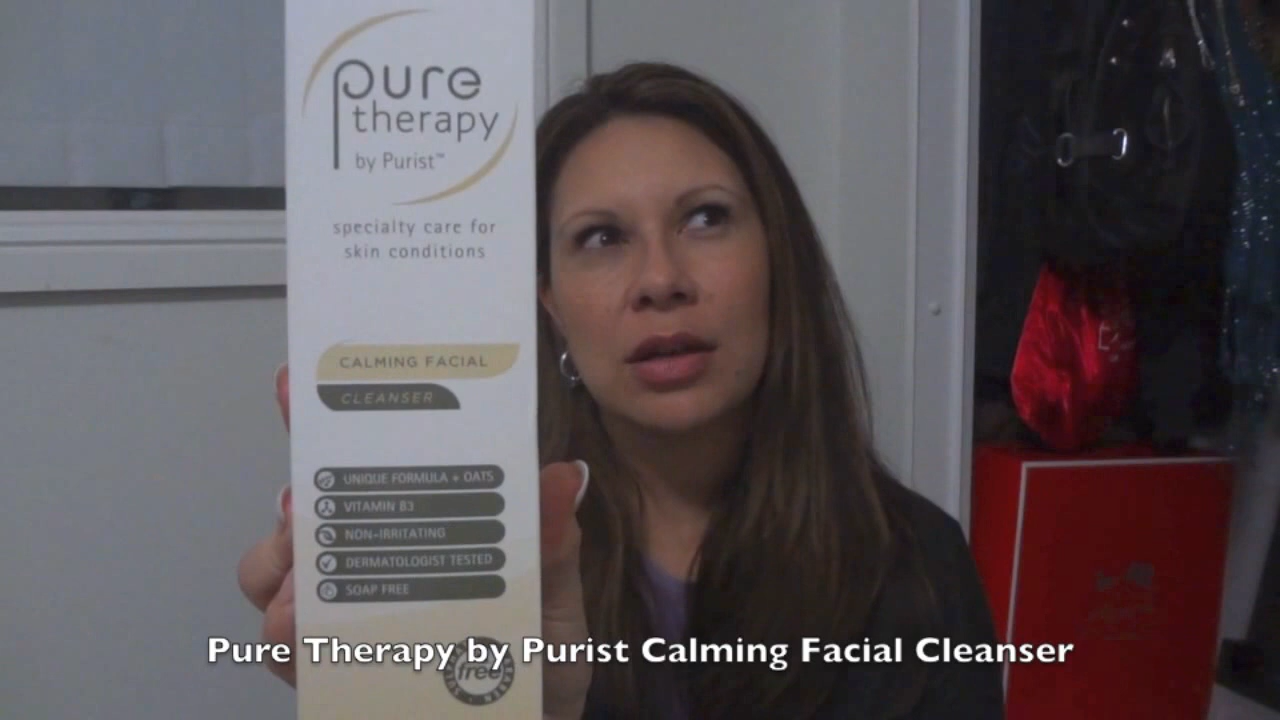 pure
therapy
by Purist™
specialty care for
skin conditions
CALMING FACIAL
CLEANSER
UNIQUE FORMULA + OATS
VITAMIN B3
NON-IRRITATING
DERMATOLOGIST TESTED
SOAP FREE
free
Pure Therapy by Purist Calming Facial Cleanser